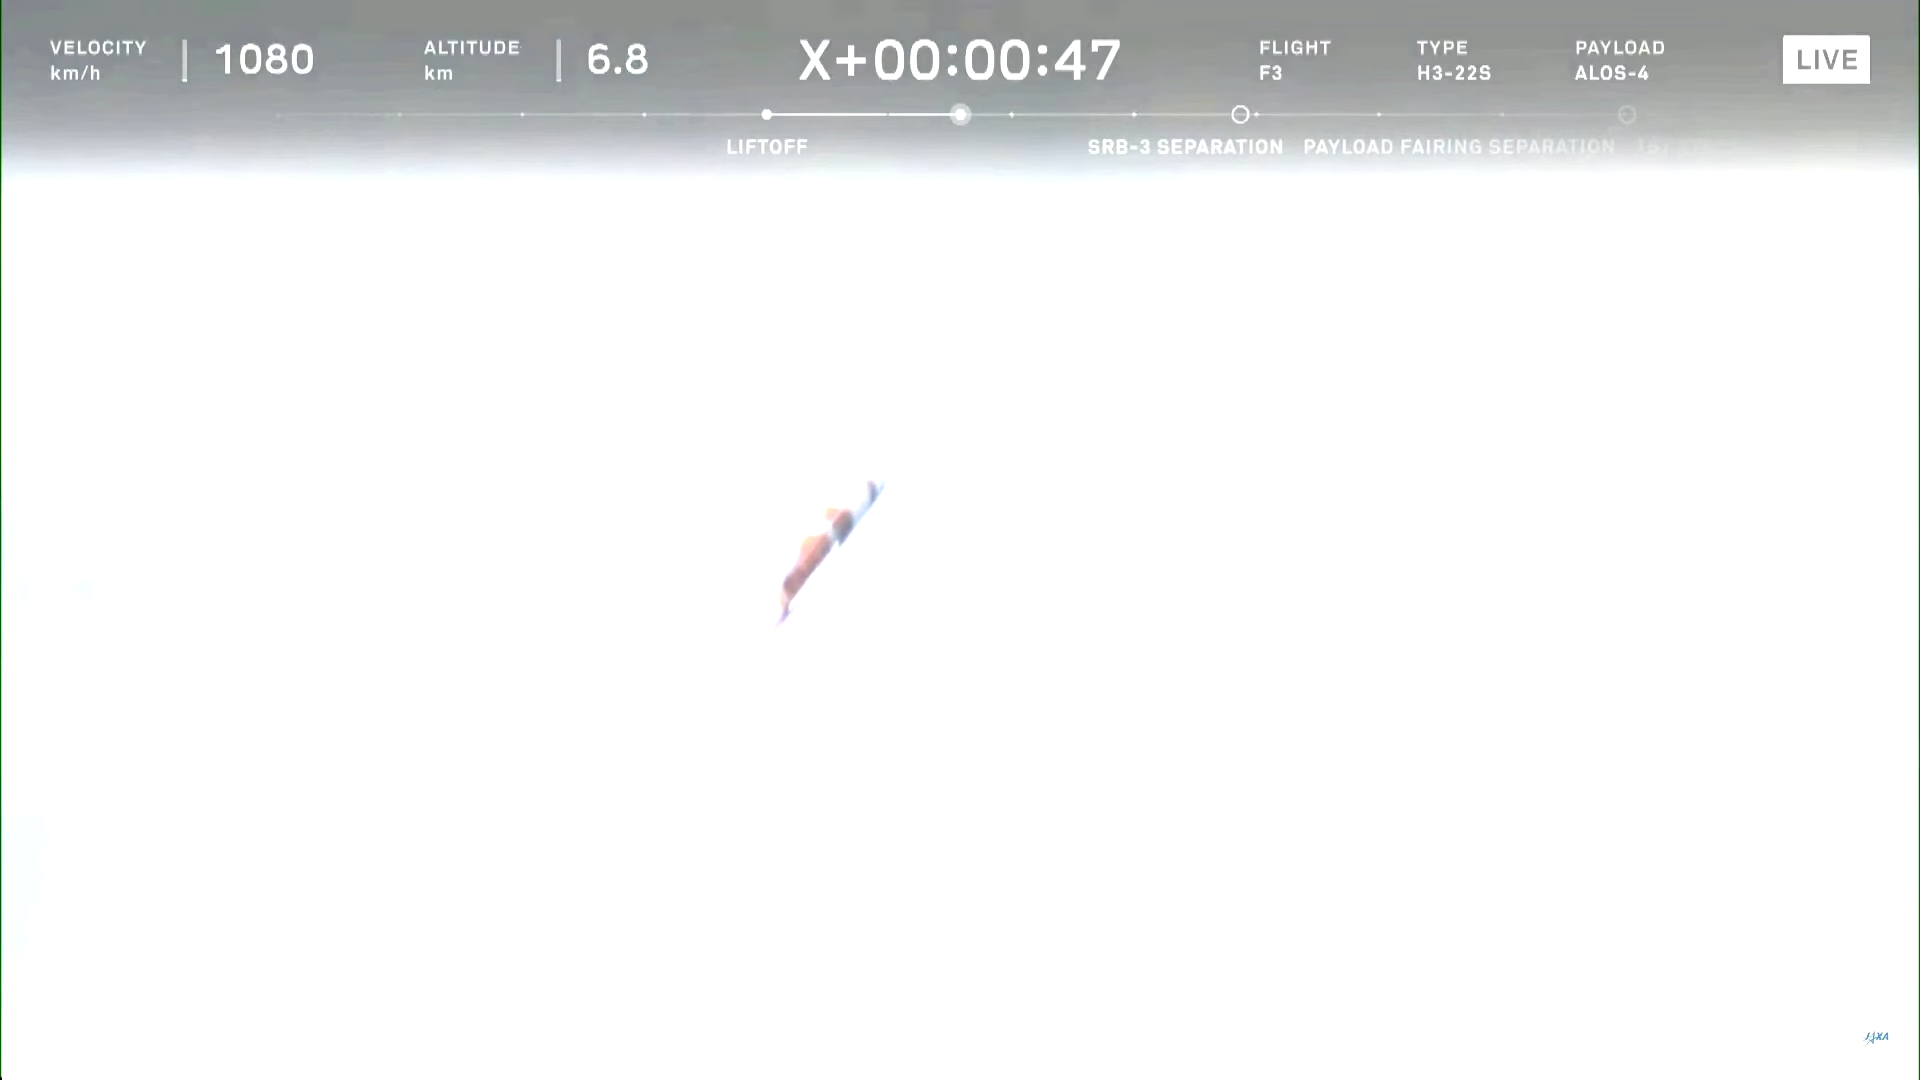 VELOCITY
km/h
1080
ALTITUDE
km
6.8
X+00:00:47
FLIGHT
F3
TYPE
H3-22S
PAYLOAD
ALOS-4
LIVE
LIFTOFF
SRB-3 SEPARATION
PAYLOAD FAIRING SEPARATION
JAXA